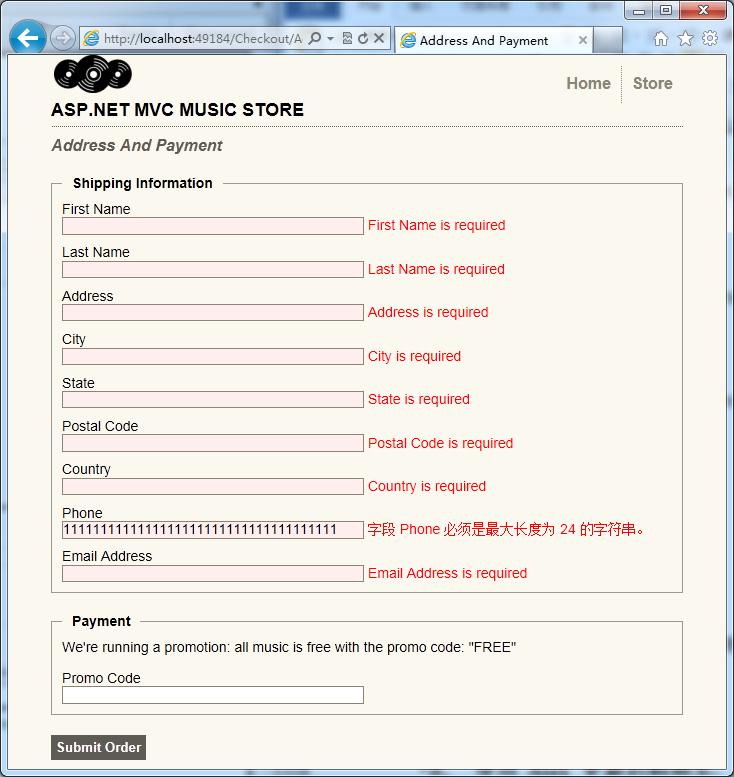 http://localhost:49184/Checkout/A
Address And Payment
ASP.NET MVC MUSIC STORE
Home
Store
Address And Payment
Shipping Information
First Name
First Name is required
Last Name
Last Name is required
Address
Address is required
City
City is required
State
State is required
Postal Code
Postal Code is required
Country
Country is required
Phone
1111111111111111111111111111111111111 字段 Phone 必须是最大长度为 24 的字符串。
Email Address
Email Address is required
Payment
We're running a promotion: all music is free with the promo code: "FREE"
Promo Code
Submit Order